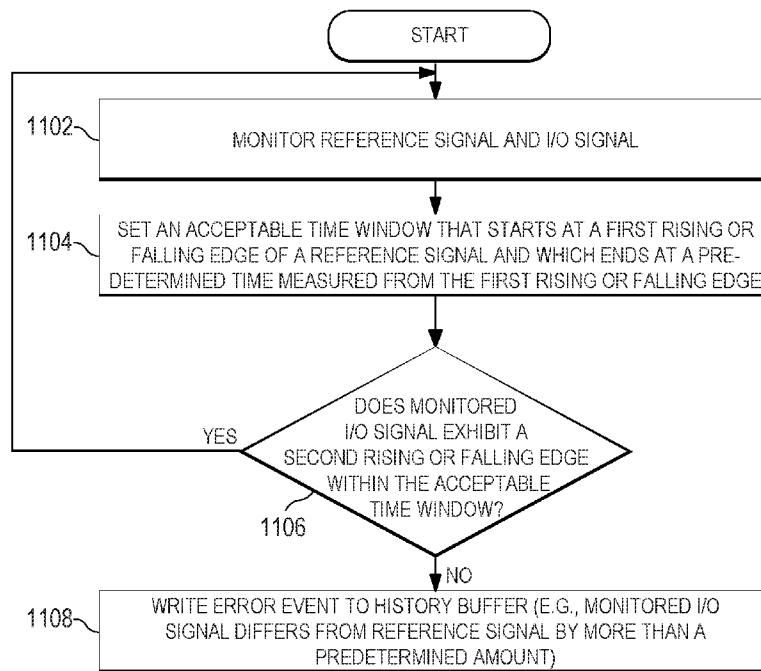 START
1102
MONITOR REFERENCE SIGNAL AND I/O SIGNAL
1104
SET AN ACCEPTABLE TIME WINDOW THAT STARTS AT A FIRST RISING OR
FALLING EDGE OF A REFERENCE SIGNAL AND WHICH ENDS AT A PRE-
DETERMINED TIME MEASURED FROM THE FIRST RISING OR FALLING EDGE
DOES MONITORED
I/O SIGNAL EXHIBIT A
SECOND RISING OR FALLING EDGE
WITHIN THE ACCEPTABLE
TIME WINDOW?
YES
1106
NO
1108
WRITE ERROR EVENT TO HISTORY BUFFER (E.G., MONITORED I/O
SIGNAL DIFFERS FROM REFERENCE SIGNAL BY MORE THAN A
PREDETERMINED AMOUNT)